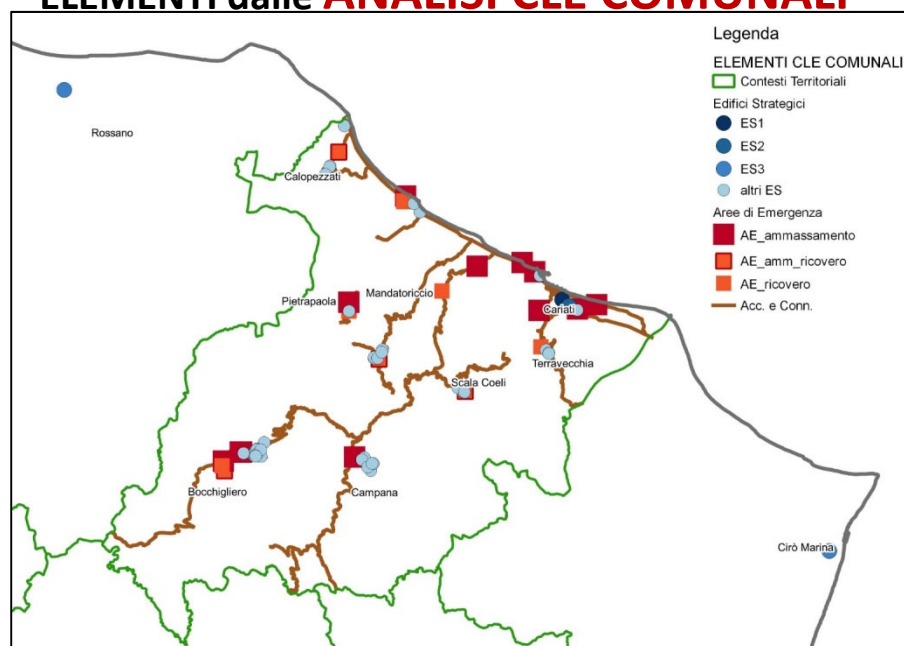 ELEMENTI dalle ANALISI CLE COMUNALI
Legenda
ELEMENTI CLE COMUNALI
Contesti Territoriali
Edifici Strategici
ES1
ES2
ES3
altri ES
Aree di Emergenza
AE_ammassamento
AE_amm_ricovero
AE_ricovero
Acc. e Conn.
Rossano
Calopezzati
Pietrapaola
Mandatoriccio
Cariati
Terravecchia
Scala Coeli
Bocchigliero
Campana
Cirò Marina